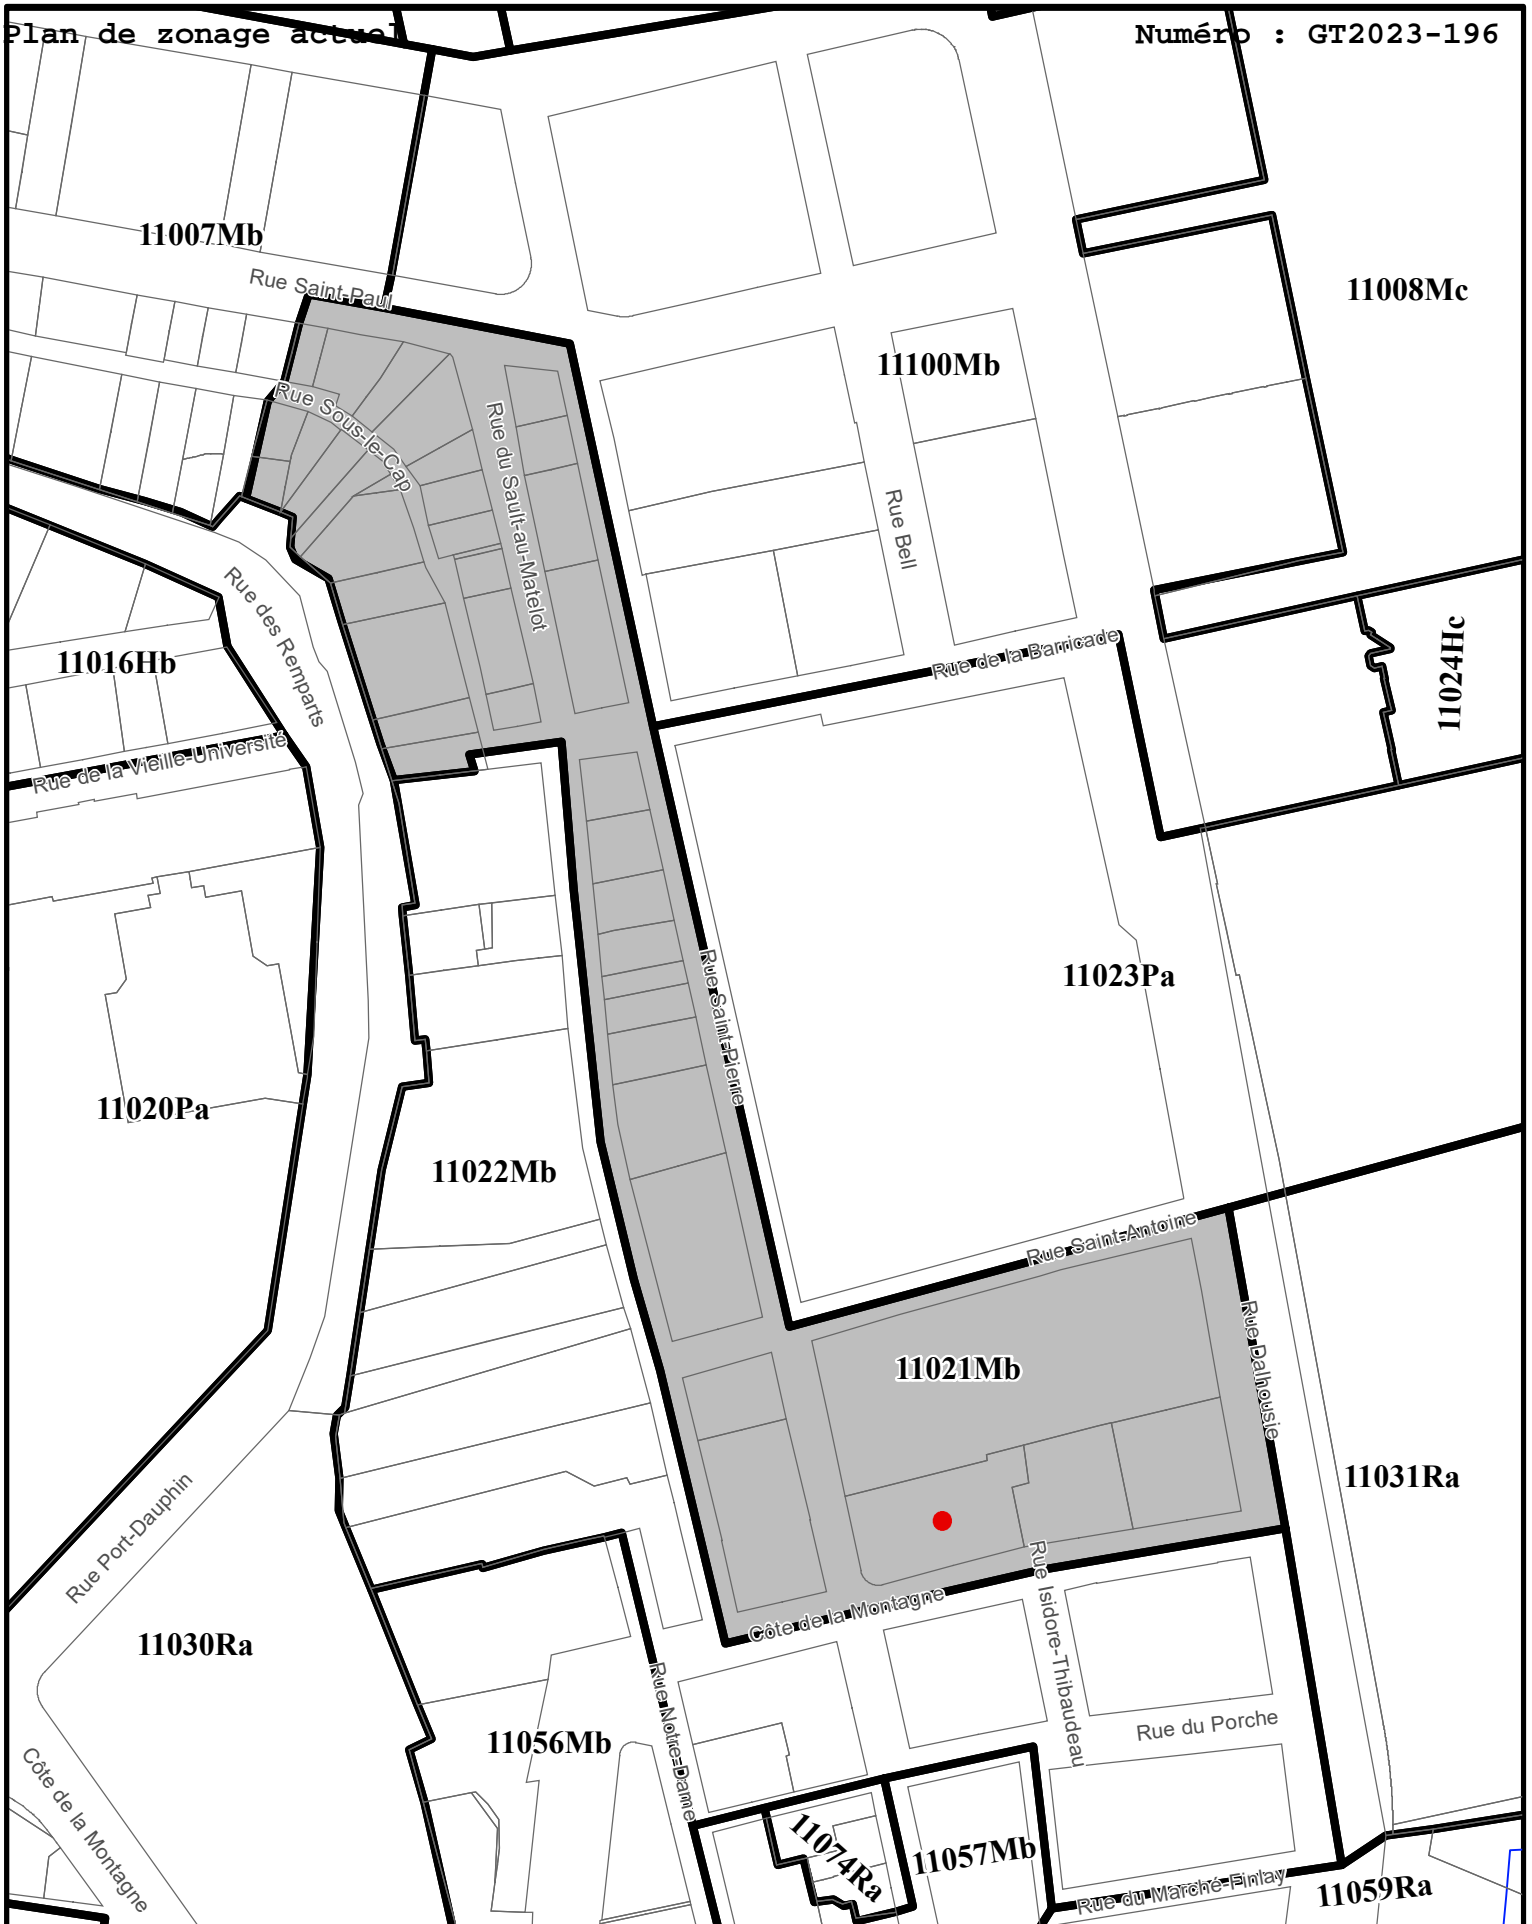 Plan de zonage actuel
Numéro : GT2023-196
11007Mb
Rue Saint-Paul
11008Mc
11100Mb
Rue Sous-le-Cap
Rue du Sault-au-Matelot
Rue Bell
Rue des Remparts
11016Hb
Rue de la Barricade
11024Hc
Rue de la Vieille-Université
11023Pa
Rue Saint-Pierre
11020Pa
11022Mb
Rue Saint-Antoine
11021Mb
Rue Dalhousie
11031Ra
Rue Port-Dauphin
Rue Isidore-Thibaudeau
Côte de la Montagne
11030Ra
Rue Notre-Dame
11056Mb
Rue du Porche
Côte de la Montagne
11074Ra
11057Mb
Rue du Marché-Finlay
11059Ra